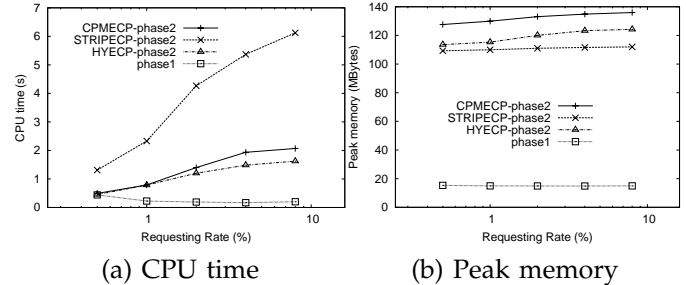 CPU time (s)
7
6
5
4
3
2
1
0
CPMECP-phase2
STRIPECP-phase2
HYECP-phase2
phase1
1
10
Requesting Rate (%)
(a) CPU time
Peak memory (MBytes)
140
120
100
80
60
40
20
0
CPMECP-phase2
STRIPECP-phase2
HYECP-phase2
phase1
1
10
Requesting Rate (%)
(b) Peak memory